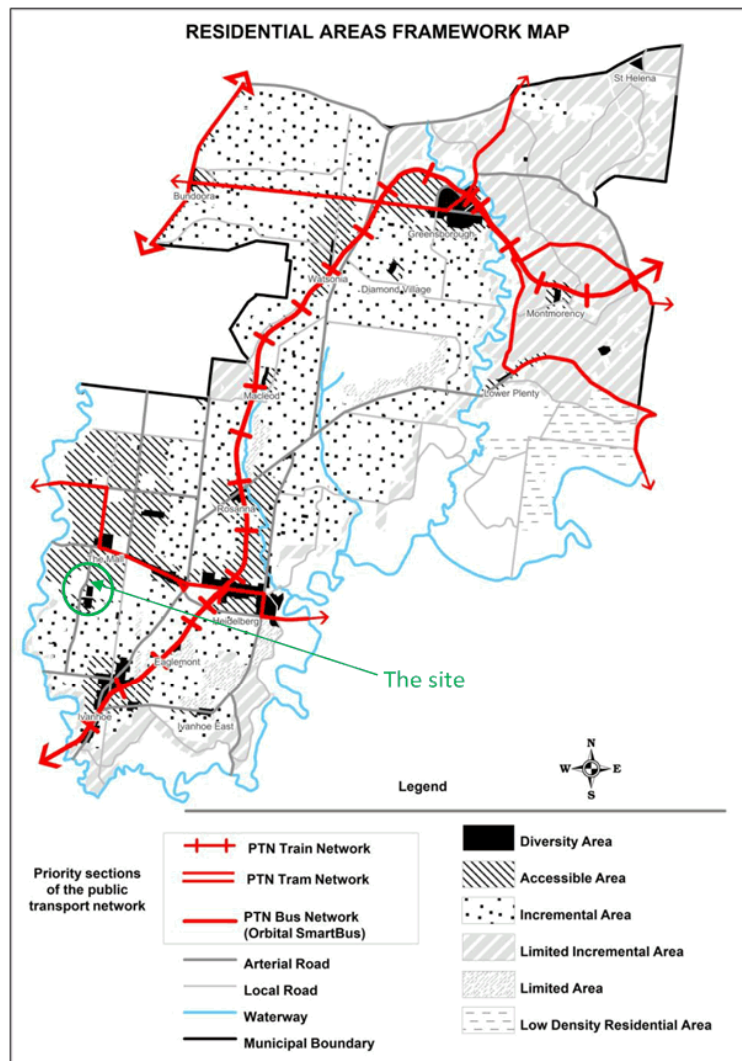 RESIDENTIAL AREAS FRAMEWORK MAP
St Helena
Bundoora
Greensborough
Watsonia
Diamond Village
Montmorency
Macleod
Lower Plenty
Rosanna
The Mall
Heidelberg
Eaglemont
The site
Ivanhoe
Ivanhoe East
N
W
E
S
Legend
Priority sections
of the public
transport network
PTN Train Network
PTN Tram Network
PTN Bus Network
(Orbital SmartBus)
Arterial Road
Local Road
Waterway
Municipal Boundary
Diversity Area
Accessible Area
Incremental Area
Limited Incremental Area
Limited Area
Low Density Residential Area